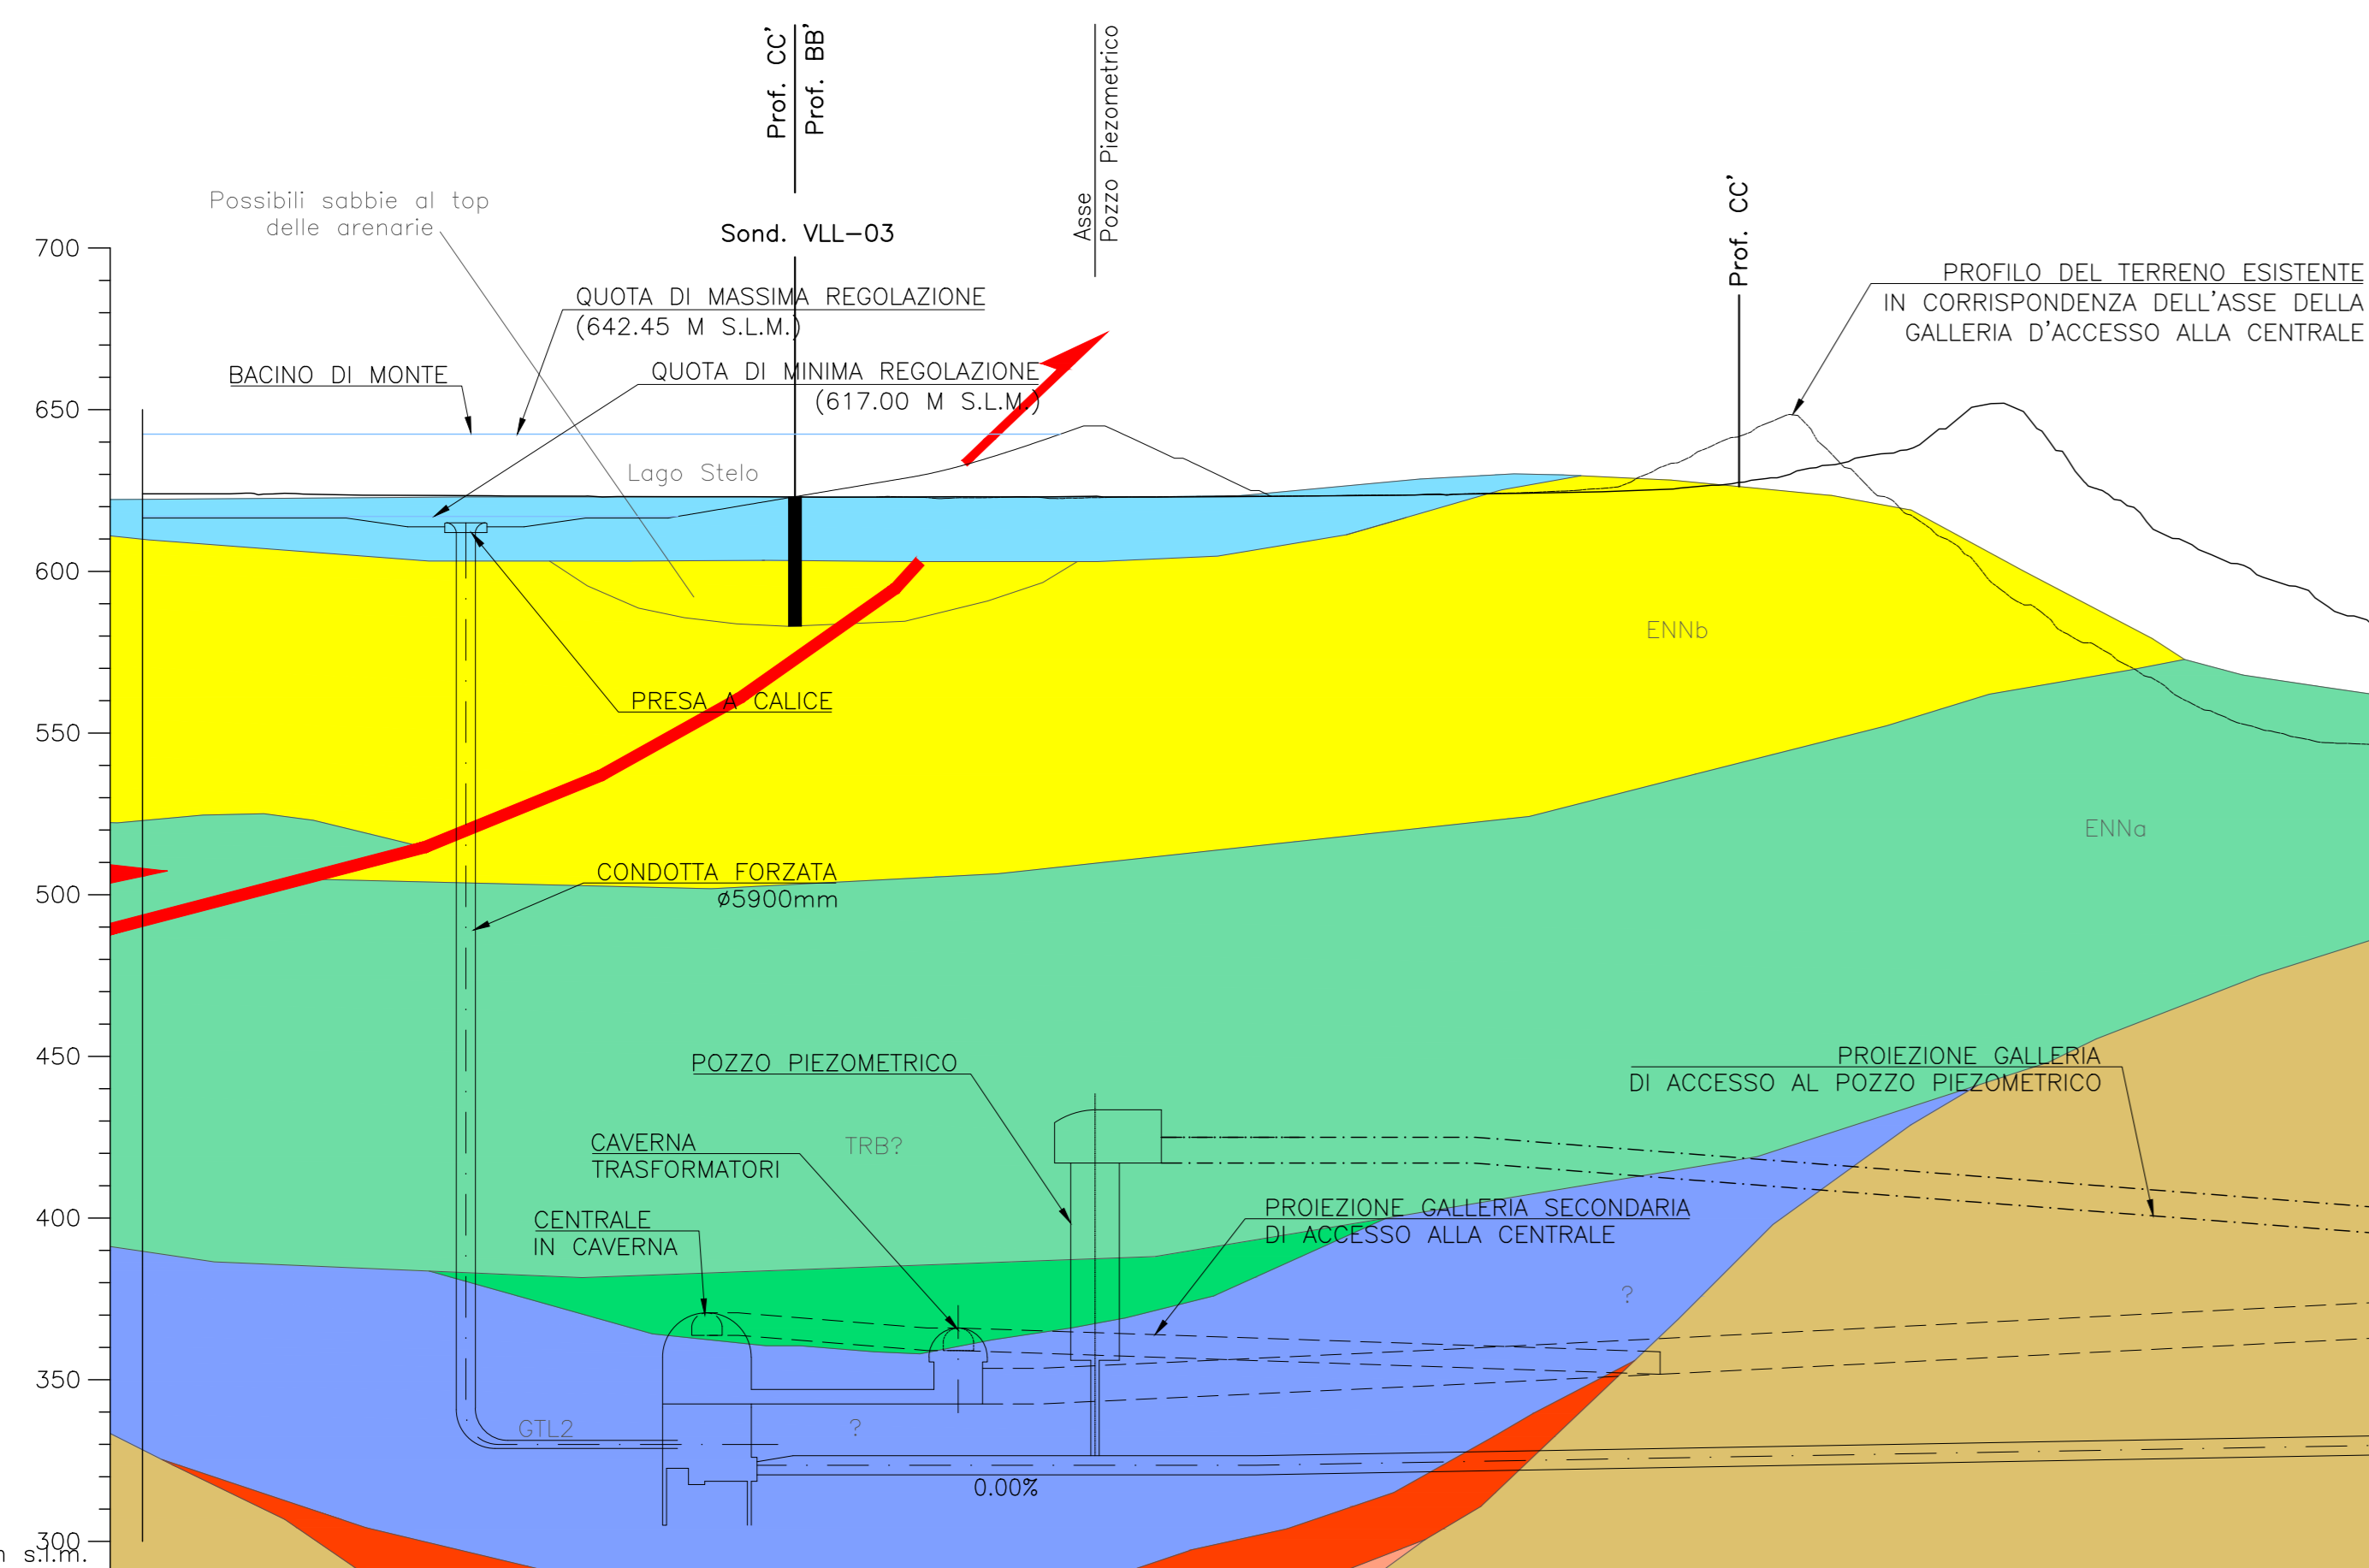 Prof. CC'
Prof. BB'
Asse
Pozzo Piezometrico
Prof. CC'
Possibili sabbie al top
delle arenarie
Sond. VLL-03
700
650
600
550
500
450
400
350
300
m s.l.m.
QUOTA DI MASSIMA REGOLAZIONE
(642.45 M S.L.M.)
PROFILO DEL TERRENO ESISTENTE
IN CORRISPONDENZA DELL'ASSE DELLA
GALLERIA D'ACCESSO ALLA CENTRALE
BACINO DI MONTE
QUOTA DI MINIMA REGOLAZIONE
(617.00 M S.L.M.)
Lago Stelo
ENNb
PRESA A CALICE
ENNa
CONDOTTA FORZATA
ø5900mm
POZZO PIEZOMETRICO
PROIEZIONE GALLERIA
DI ACCESSO AL POZZO PIEZOMETRICO
CAVERNA
TRASFORMATORI
TRB?
CENTRALE
IN CAVERNA
PROIEZIONE GALLERIA SECONDARIA
DI ACCESSO ALLA CENTRALE
?
GTL2
?
0.00%